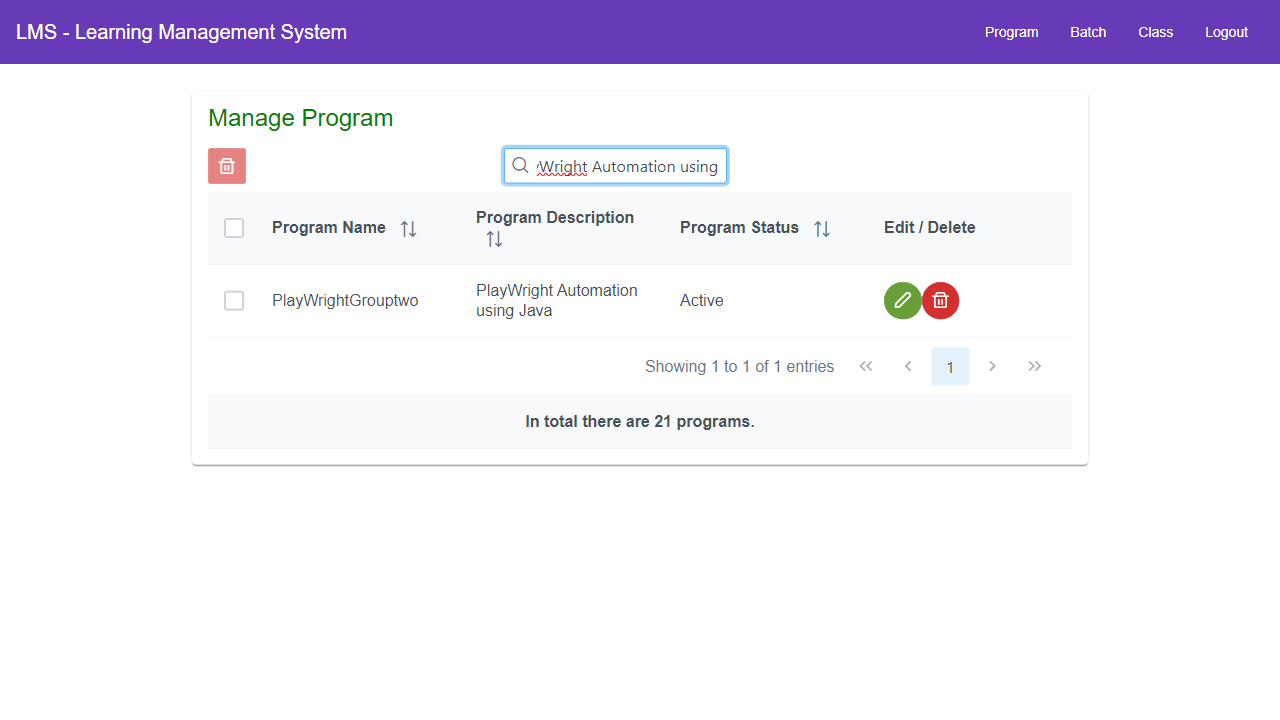 LMS - Learning Management System
Program Batch Class Logout
Manage Program
Wright Automation using
Program Name Program Description Program Status Edit / Delete
PlayWrightGrouptwo PlayWright Automation using Java Active
Showing 1 to 1 of 1 entries 1
In total there are 21 programs.